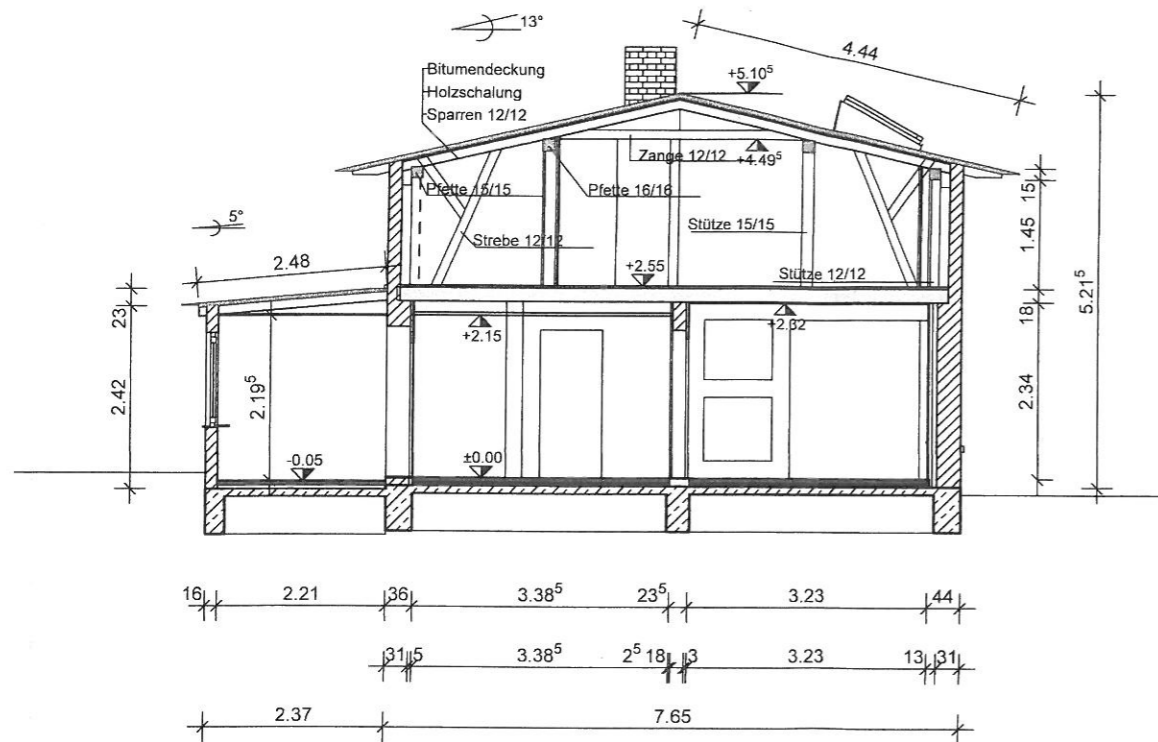 13°
4.44
Bitumendeckung
Holzschalung
Sparren 12/12
+5.10⁵
Zange 12/12
+4.49⁵
Pfette 15/15
Pfette 16/16
15
5°
Stütze 15/15
1.45
Strebe 12/12
2.48
+2.55
Stütze 12/12
5.21⁵
23
18
+2.15
+2.32
2.42
2.19⁵
2.34
-0.05
±0.00
16 2.21 36 3.38⁵ 23⁵ 3.23 44
31 5 3.38⁵ 2⁵ 18 3 3.23 13 31
2.37 7.65